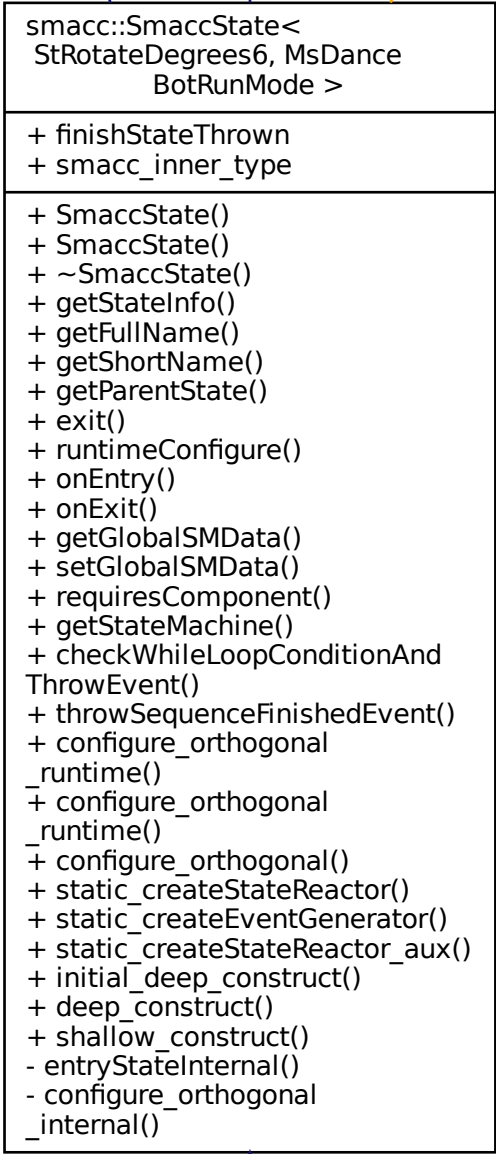 smacc::SmaccState<
StRotateDegrees6, MsDance
BotRunMode >
+ finishStateThrown
+ smacc_inner_type
+ SmaccState()
+ SmaccState()
+ ~SmaccState()
+ getStateInfo()
+ getFullName()
+ getShortName()
+ getParentState()
+ exit()
+ runtimeConfigure()
+ onEntry()
+ onExit()
+ getGlobalSMData()
+ setGlobalSMData()
+ requiresComponent()
+ getStateMachine()
+ checkWhileLoopConditionAnd
ThrowEvent()
+ throwSequenceFinishedEvent()
+ configure_orthogonal
_runtime()
+ configure_orthogonal
_runtime()
+ configure_orthogonal()
+ static_createStateReactor()
+ static_createEventGenerator()
+ static_createStateReactor_aux()
+ initial_deep_construct()
+ deep_construct()
+ shallow_construct()
- entryStateInternal()
- configure_orthogonal
_internal()